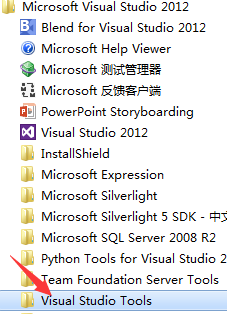 Microsoft Visual Studio 2012
Blend for Visual Studio 2012
Microsoft Help Viewer
Microsoft 测试管理器
Microsoft 反馈客户端
PowerPoint Storyboarding
Visual Studio 2012
InstallShield
Microsoft Expression
Microsoft Silverlight
Microsoft Silverlight 5 SDK - 中
Microsoft SQL Server 2008 R2
Python Tools for Visual Studio 2
Team Foundation Server Tools
Visual Studio Tools